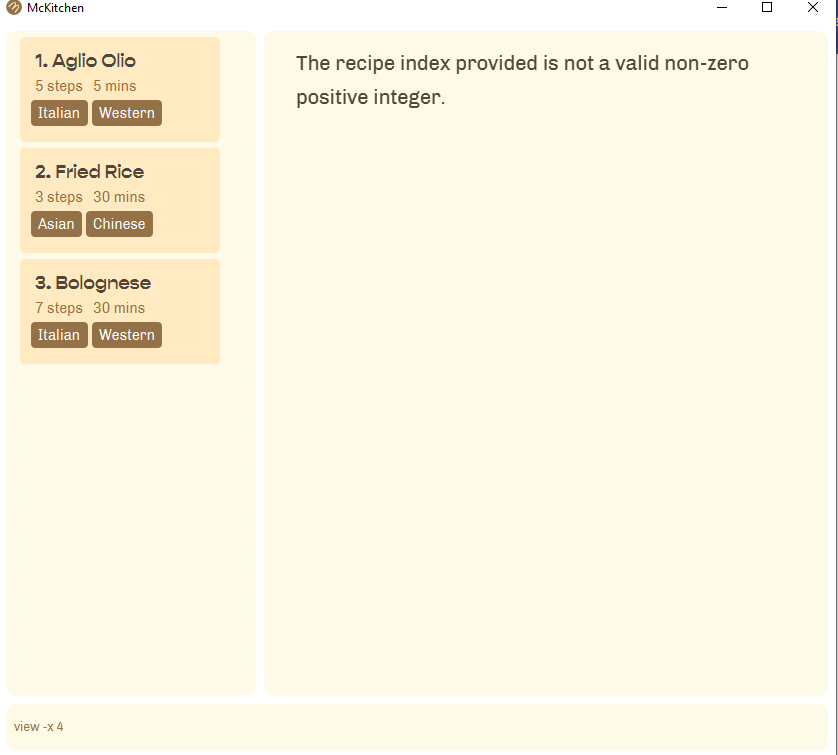 McKitchen
1. Aglio Olio
5 steps 5 mins
Italian Western
2. Fried Rice
3 steps 30 mins
Asian Chinese
3. Bolognese
7 steps 30 mins
Italian Western
The recipe index provided is not a valid non-zero
positive integer.
view -x 4